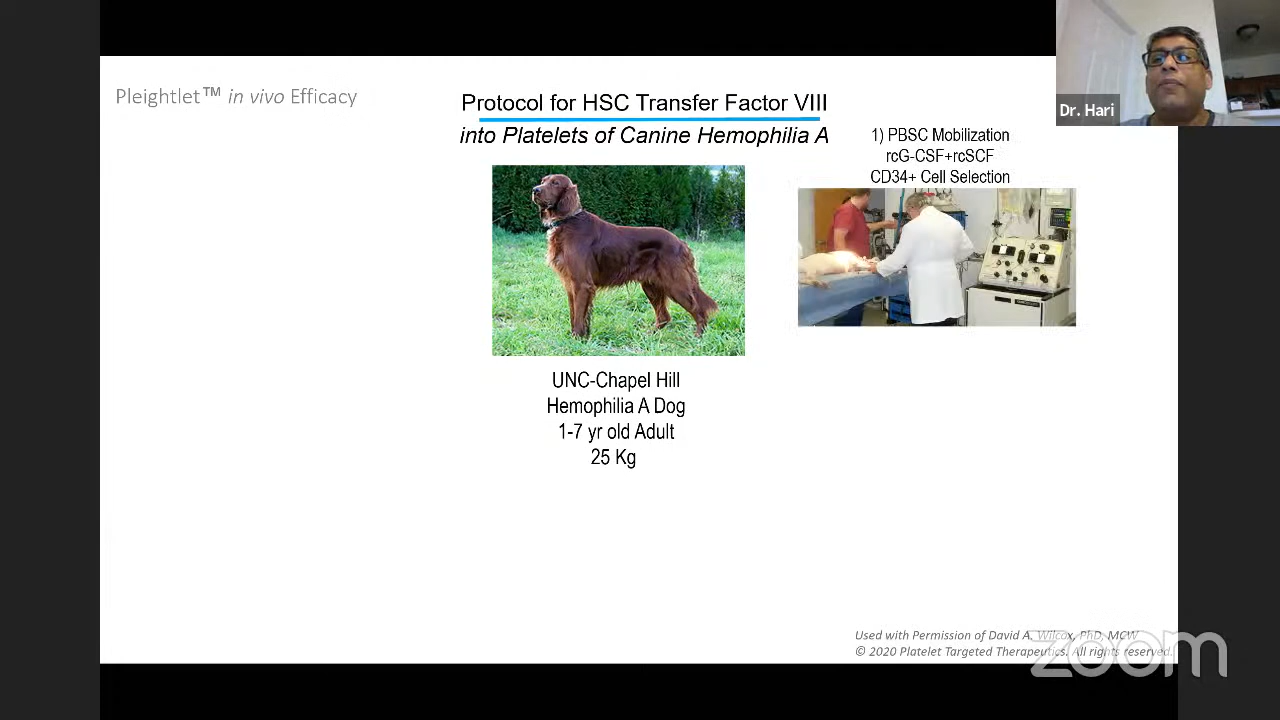 Pleightlet™ in vivo Efficacy
Protocol for HSC Transfer Factor VIII
into Platelets of Canine Hemophilia A
Dr. Hari
1) PBSC Mobilization
rcG-CSF+rcSCF
CD34+ Cell Selection
UNC-Chapel Hill
Hemophilia A Dog
1-7 yr old Adult
25 Kg
Used with Permission of David A. Wilcox, PhD, MCW
© 2020 Platelet Targeted Therapeutics. All rights reserved.
zoom